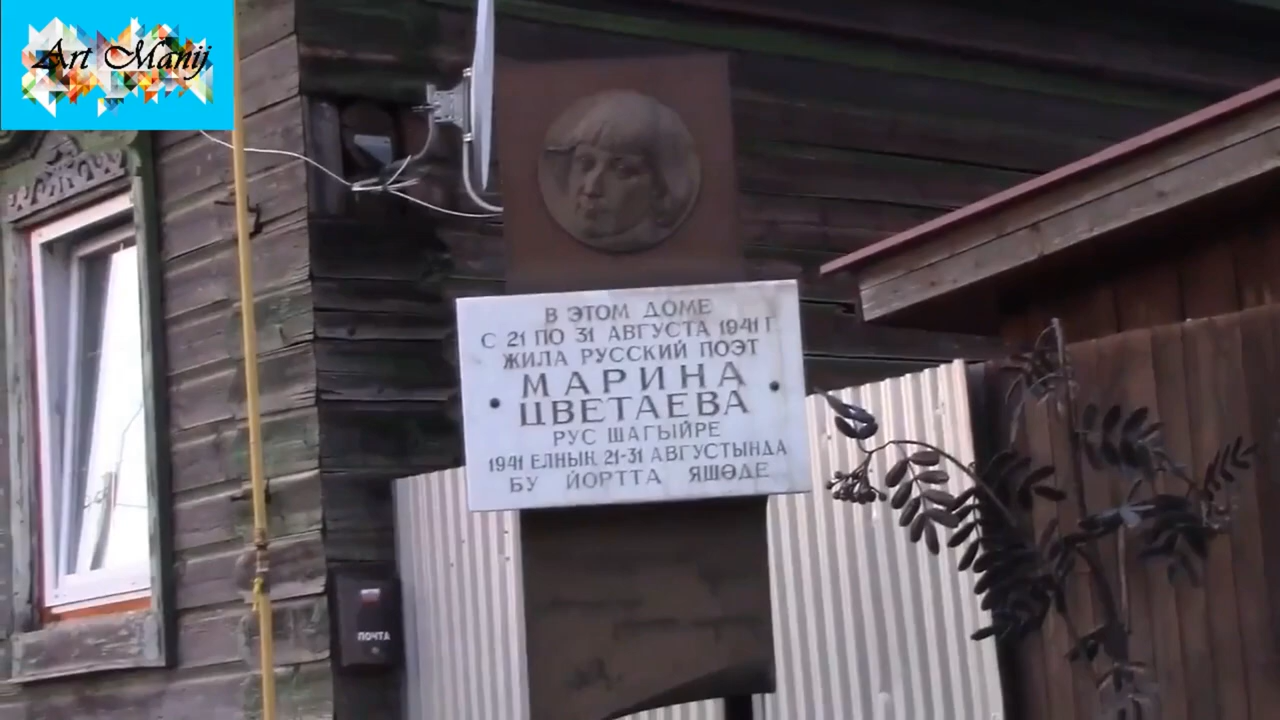 Art Manij
В ЭТОМ ДОМЕ
С 21 ПО 31 АВГУСТА 1941 Г.
ЖИЛА РУССКИЙ ПОЭТ
МАРИНА
ЦВЕТАЕВА
РУС ШАГЫЙРЕ
1941 ЕЛНЫҢ 21-31 АВГУСТЫНДА
БУ ЙОРТТА ЯШӘДЕ
ПОЧТА